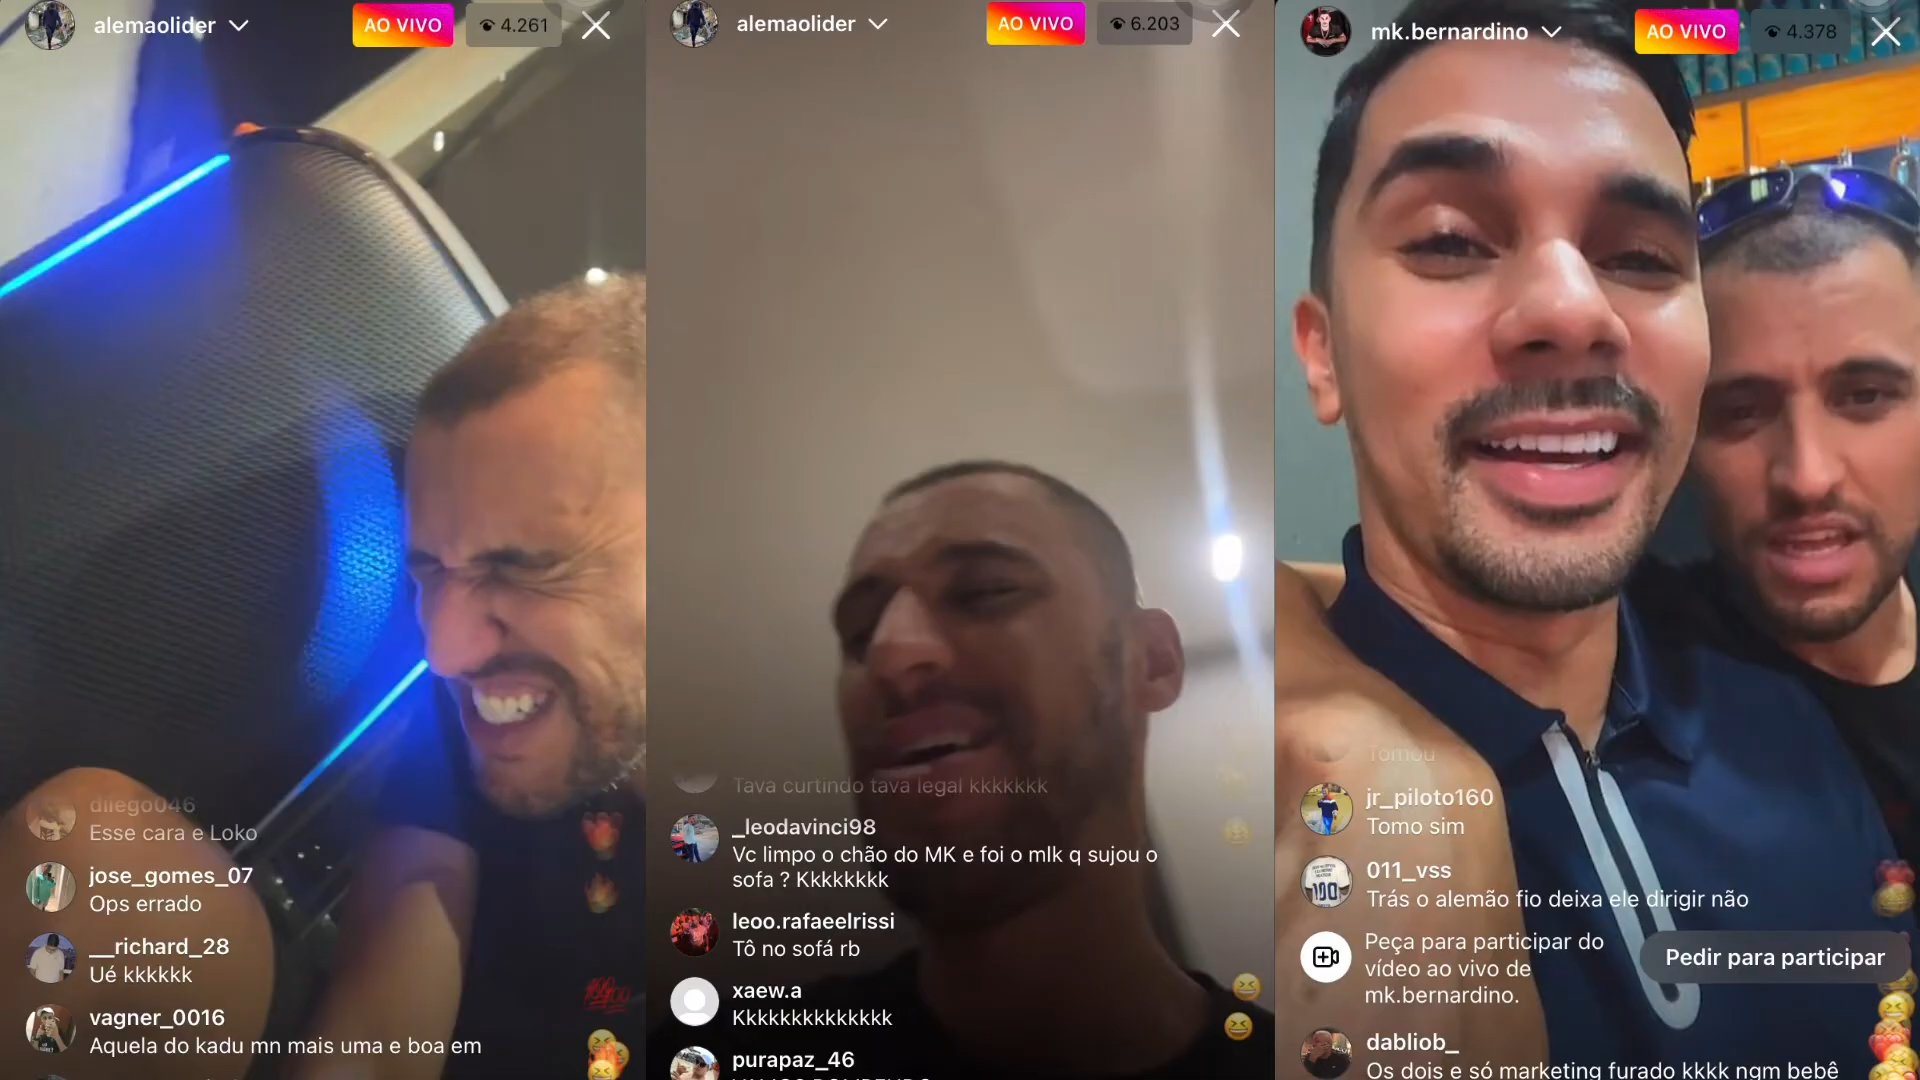 alemaolider
AO VIVO
4.261
diiego046
Esse cara e Loko
jose_gomes_07
Ops errado
__richard_28
Ué kkkkkk
vagner_0016
Aquela do kadu mn mais uma e boa em
alemaolider
AO VIVO
6.203
Tava curtindo tava legal kkkkkkk
_leodavinci98
Vc limpo o chão do MK e foi o mlk q sujou o
sofa ? Kkkkkkkk
leoo.rafaeelrissi
Tô no sofá rb
xaew.a
Kkkkkkkkkkkkkk
purapaz_46
mk.bernardino
AO VIVO
4.378
Tomou
jr_piloto160
Tomo sim
011_vss
Trás o alemão fio deixa ele dirigir não
Peça para participar do
vídeo ao vivo de
mk.bernardino.
Pedir para participar
dabliob_
Os dois e só marketing furado kkkk ngm bebê